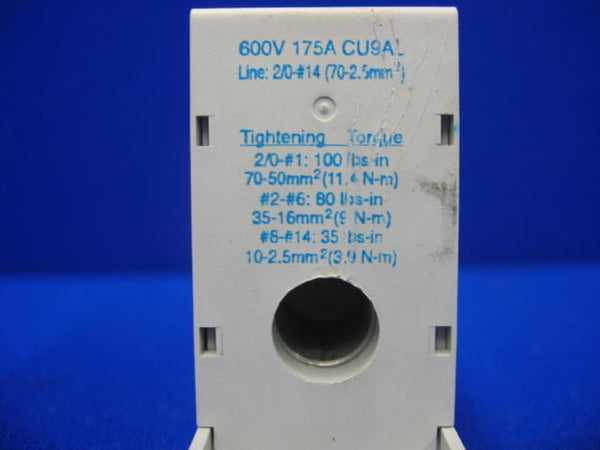 600V 175A CU9AL
Line: 2/0-#14 (70-2.5mm²)
Tightening Torque
2/0-#1: 100 lbs-in
70-50mm²(11.4 N-m)
#2-#6: 80 lbs-in
35-16mm²(9 N-m)
#8-#14: 35 lbs-in
10-2.5mm²(3.9 N-m)